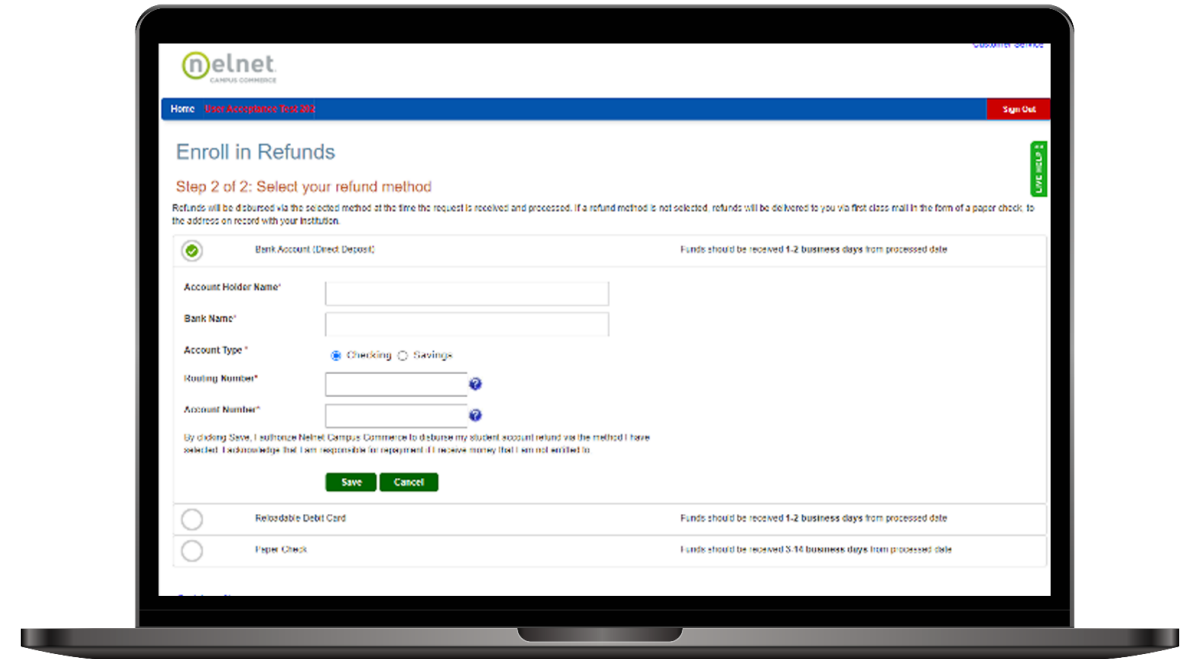 Customer Service
nelnet
CAMPUS COMMERCE
Home User Acceptance Test 202 Sign Out
LIVE HELP
Enroll in Refunds
Step 2 of 2: Select your refund method
Refunds will be disbursed via the selected method at the time the request is received and processed. If a refund method is not selected, refunds will be delivered to you via first class mail in the form of a paper check, to
the address on record with your institution.
Bank Account (Direct Deposit) Funds should be received 1-2 business days from processed date
Account Holder Name*
Bank Name*
Account Type * Checking Savings
Routing Number* ?
Account Number* ?
By clicking Save, I authorize Nelnet Campus Commerce to disburse my student account refund via the method I have
selected. I acknowledge that I am responsible for repayment if I receive money that I am not entitled to.
Save Cancel
Reloadable Debit Card Funds should be received 1-2 business days from processed date
Paper Check Funds should be received 3-14 business days from processed date